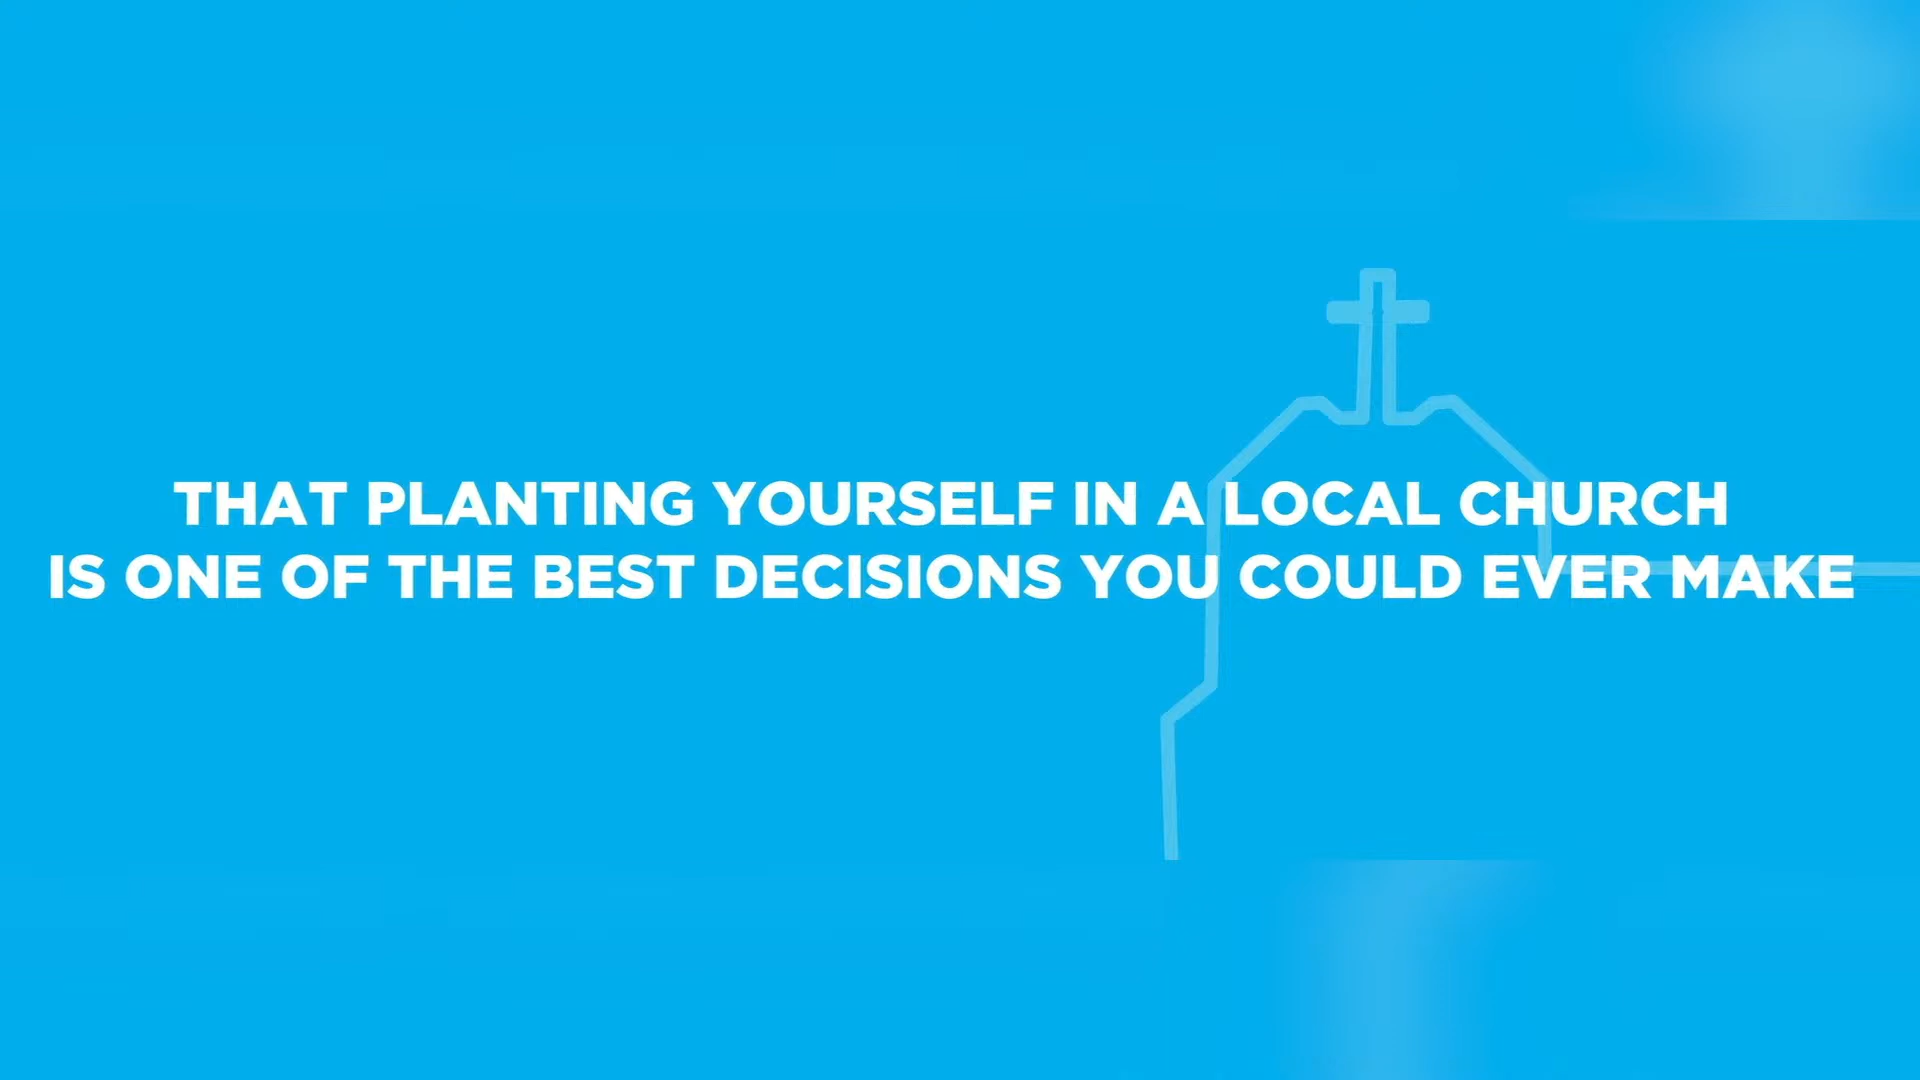 THAT PLANTING YOURSELF IN A LOCAL CHURCH
IS ONE OF THE BEST DECISIONS YOU COULD EVER MAKE